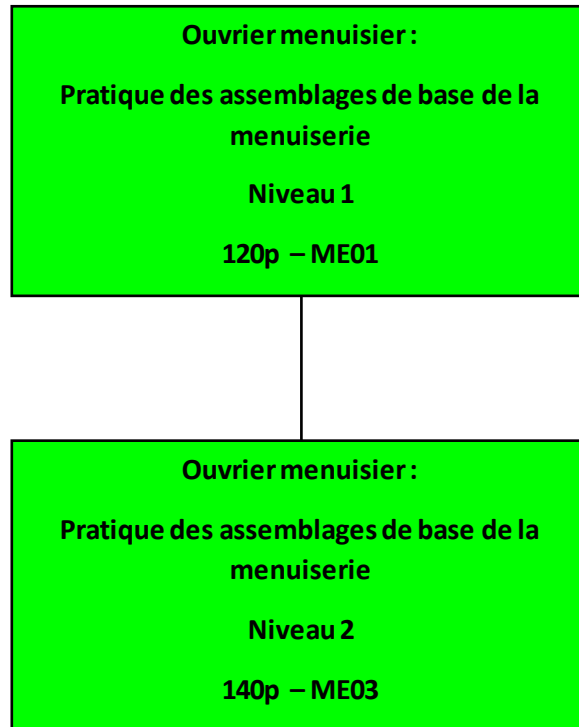 Ouvrier menuisier :
Pratique des assemblages de base de la
menuiserie
Niveau 1
120p – ME01
Ouvrier menuisier :
Pratique des assemblages de base de la
menuiserie
Niveau 2
140p – ME03